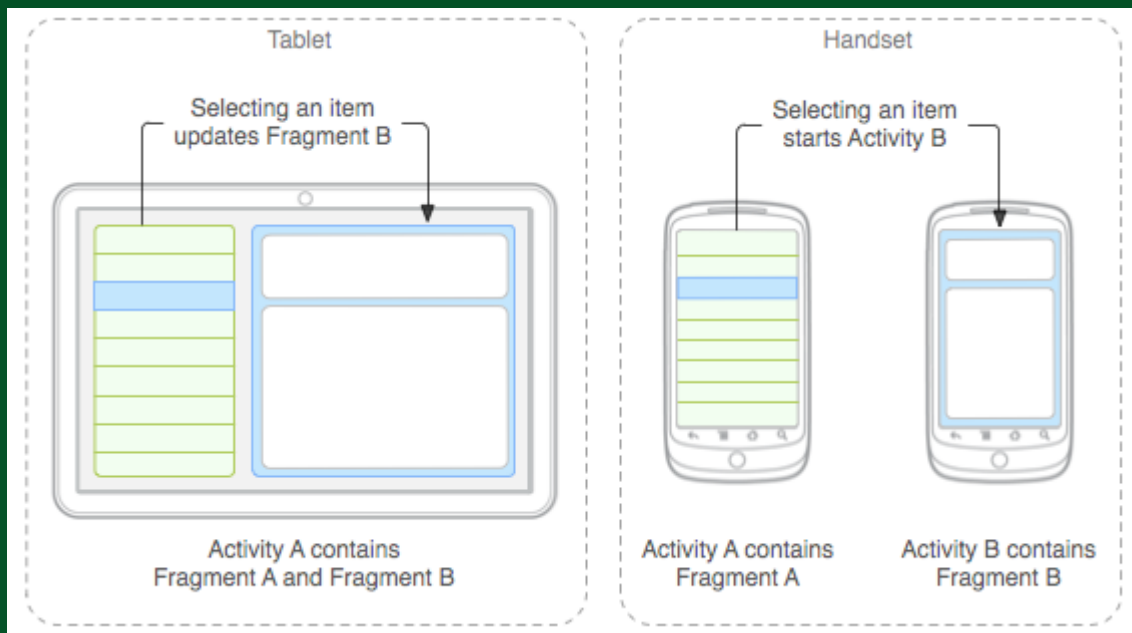 Tablet
Selecting an item
updates Fragment B
Activity A contains
Fragment A and Fragment B
Handset
Selecting an item
starts Activity B
Activity A contains
Fragment A
Activity B contains
Fragment B